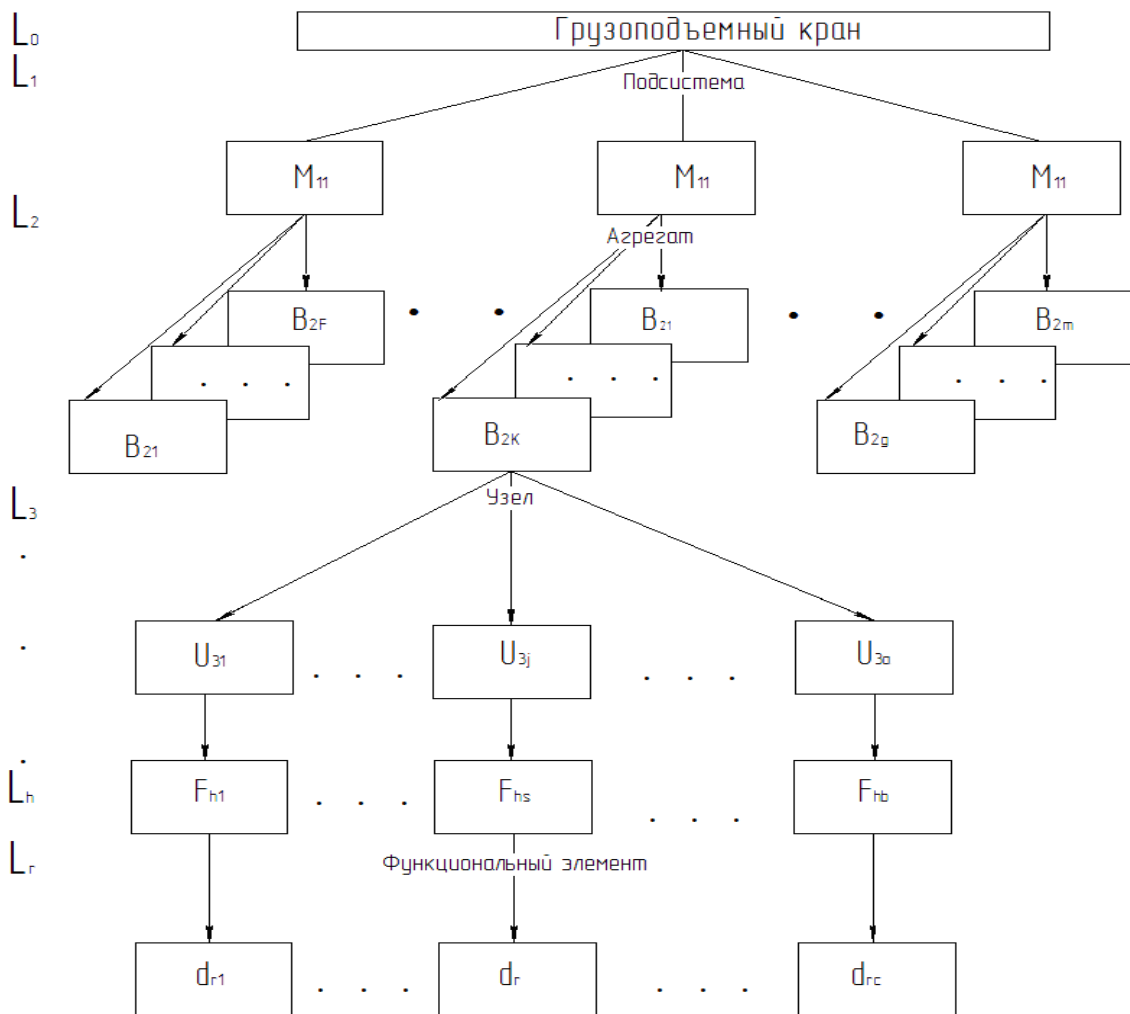 L₀ Грузоподъемный кран
L₁ Подсистема
M₁₁ M₁₁ M₁₁
L₂ Агрегат
B₂F B₂₁ B₂m
. . . . . . . . .
B₂₁ B₂K B₂g
L₃ Узел
U₃₁ . . . U₃j . . . U₃a
Lh Fh1 . . . Fhs . . . Fhb
Lr Функциональный элемент
dr1 . . . dr . . . drc